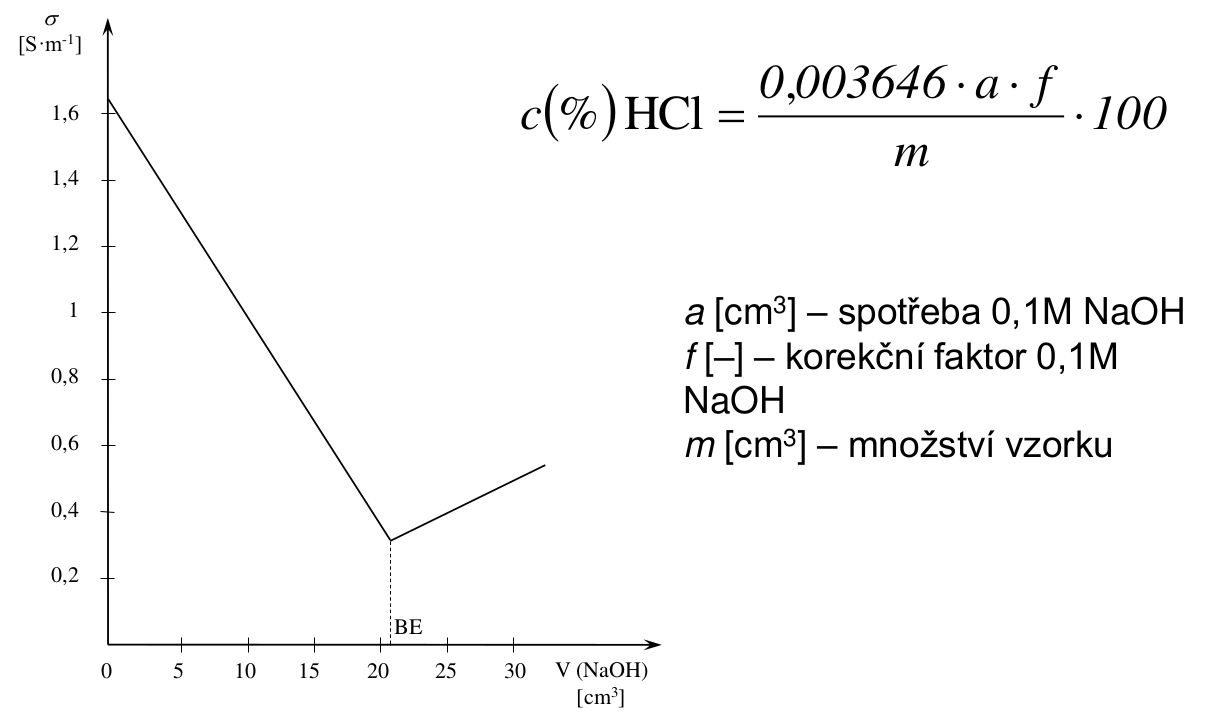 σ
[S·m⁻¹]
1,6
1,4
1,2
1
0,8
0,6
0,4
0,2
BE
0 5 10 15 20 25 30 V (NaOH)
[cm³]
c(%) HCl = 0,003646 · a · f / m · 100
a [cm³] – spotřeba 0,1M NaOH
f [–] – korekční faktor 0,1M
NaOH
m [cm³] – množství vzorku